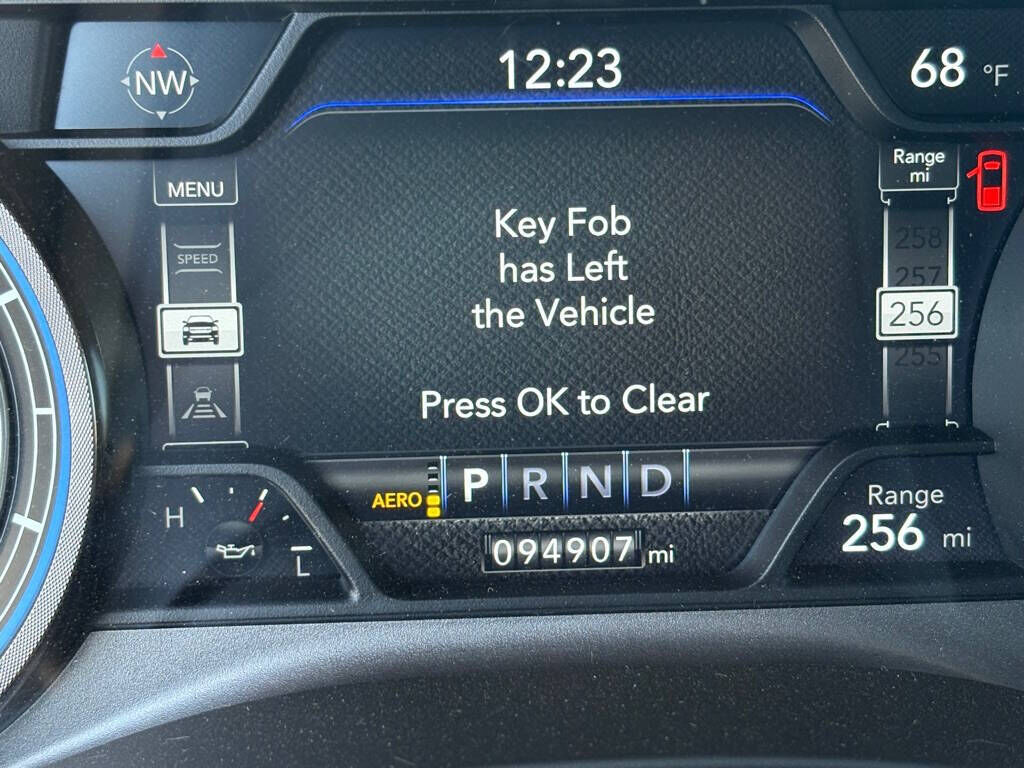 NW
12:23
68 °F
MENU
SPEED
Key Fob
has Left
the Vehicle
Press OK to Clear
Range
mi
258
257
256
255
AERO
P R N D
094907 mi
H
L
Range
256 mi